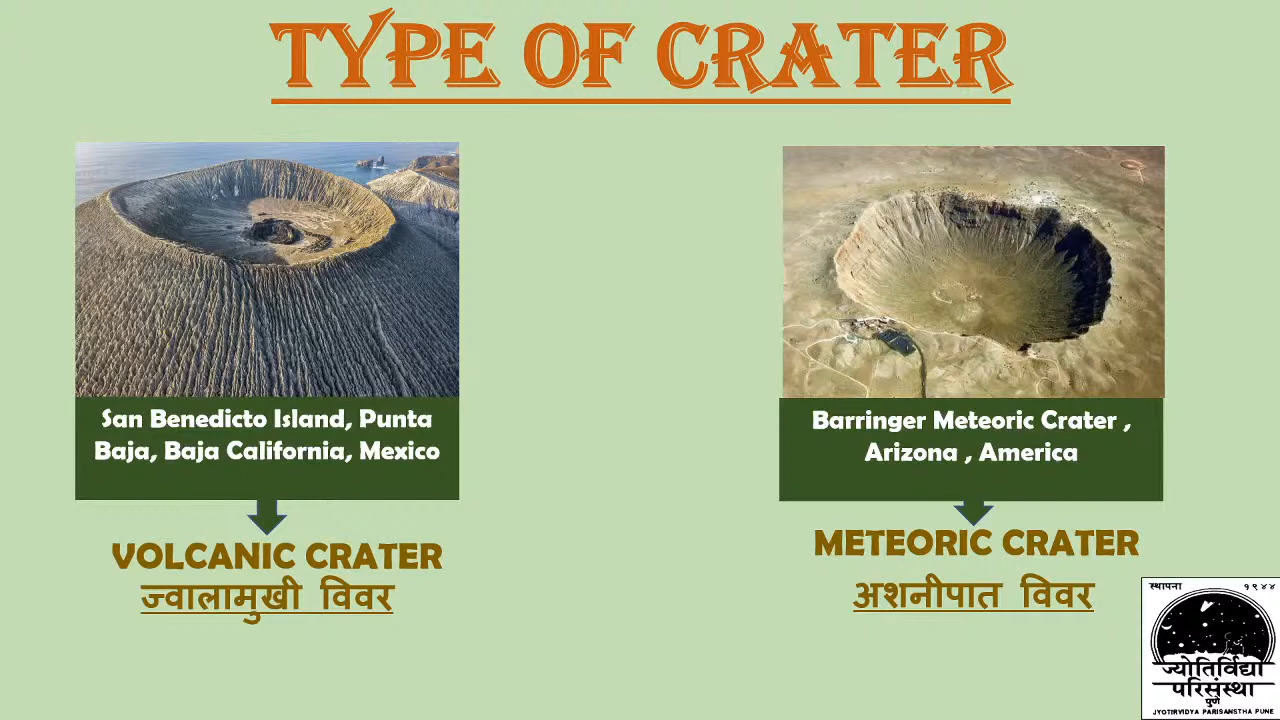 TYPE OF CRATER
San Benedicto Island, Punta
Baja, Baja California, Mexico
VOLCANIC CRATER
ज्वालामुखी विवर
Barringer Meteoric Crater ,
Arizona , America
METEORIC CRATER
अशनीपात विवर
स्थापना १९४४
ज्योतिर्विद्या
परिसंस्था
पुणे
JYOTIRVIDYA PARISANSTHA PUNE